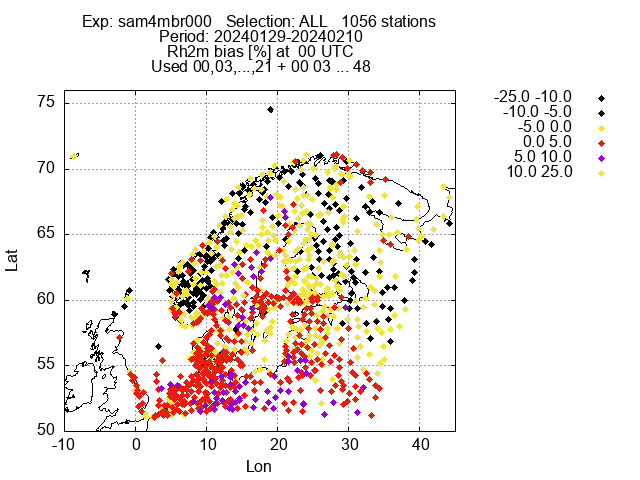 Exp: sam4mbr000 Selection: ALL 1056 stations
Period: 20240129-20240210
Rh2m bias [%] at 00 UTC
Used 00,03,...,21 + 00 03 ... 48
-25.0 -10.0
-10.0 -5.0
-5.0 0.0
0.0 5.0
5.0 10.0
10.0 25.0
75
70
65
60
55
50
Lat
-10 0 10 20 30 40
Lon